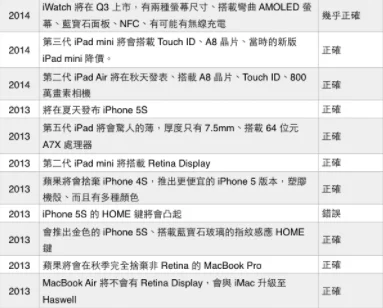 2014 iWatch 將在 Q3 上市，有兩種螢幕尺寸、搭載彎曲 AMOLED 螢
幕、藍寶石面板、NFC、有可能有無線充電 幾乎正確
2014 第三代 iPad mini 將會搭載 Touch ID、A8 晶片、當時的新版
iPad mini 降價。 正確
2014 第二代 iPad Air 將在秋天發表、搭載 A8 晶片、Touch ID、800
萬畫素相機 正確
2013 將在夏天發布 iPhone 5S 正確
2013 第五代 iPad 將會驚人的薄，厚度只有 7.5mm、搭載 64 位元
A7X 處理器 正確
2013 第二代 iPad mini 將搭載 Retina Display 正確
2013 蘋果將會捨棄 iPhone 4S，推出更便宜的 iPhone 5 版本，塑膠
機殼、而且有多種顏色 正確
2013 iPhone 5S 的 HOME 鍵將會凸起 錯誤
2013 會推出金色的 iPhone 5S、搭載藍寶石玻璃的指紋感應 HOME
鍵 正確
2013 蘋果將會在秋季完全捨棄非 Retina 的 MacBook Pro 正確
2013 MacBook Air 將不會有 Retina Display，會與 iMac 升級至
Haswell 正確